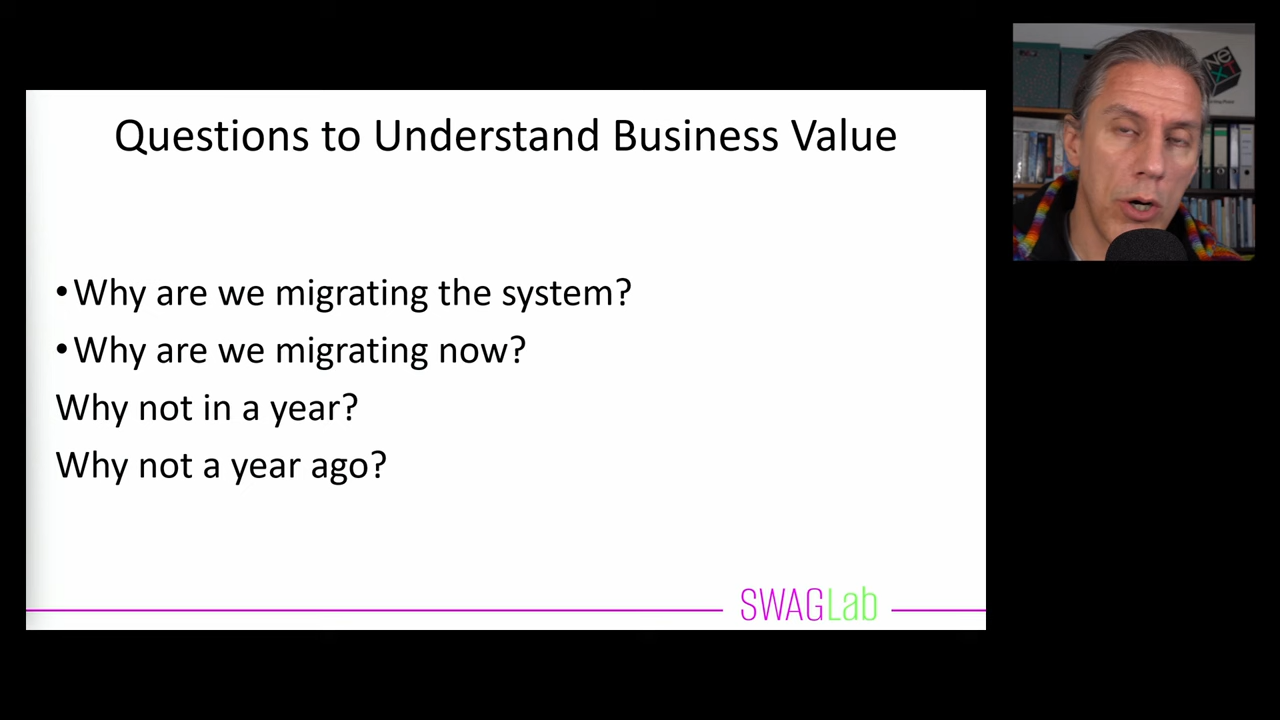 Questions to Understand Business Value
• Why are we migrating the system?
• Why are we migrating now?
Why not in a year?
Why not a year ago?
SWAGLab